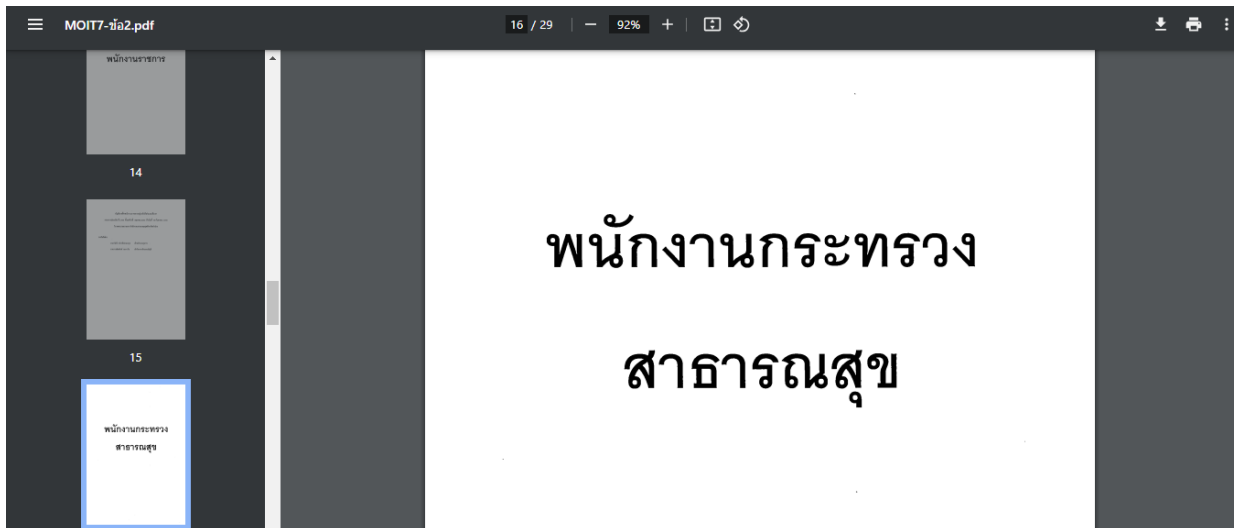 MOIT7-ข้อ2.pdf
16 / 29
92%
พนักงานราชการ
14
15
พนักงานกระทรวง
สาธารณสุข
พนักงานกระทรวง
สาธารณสุข